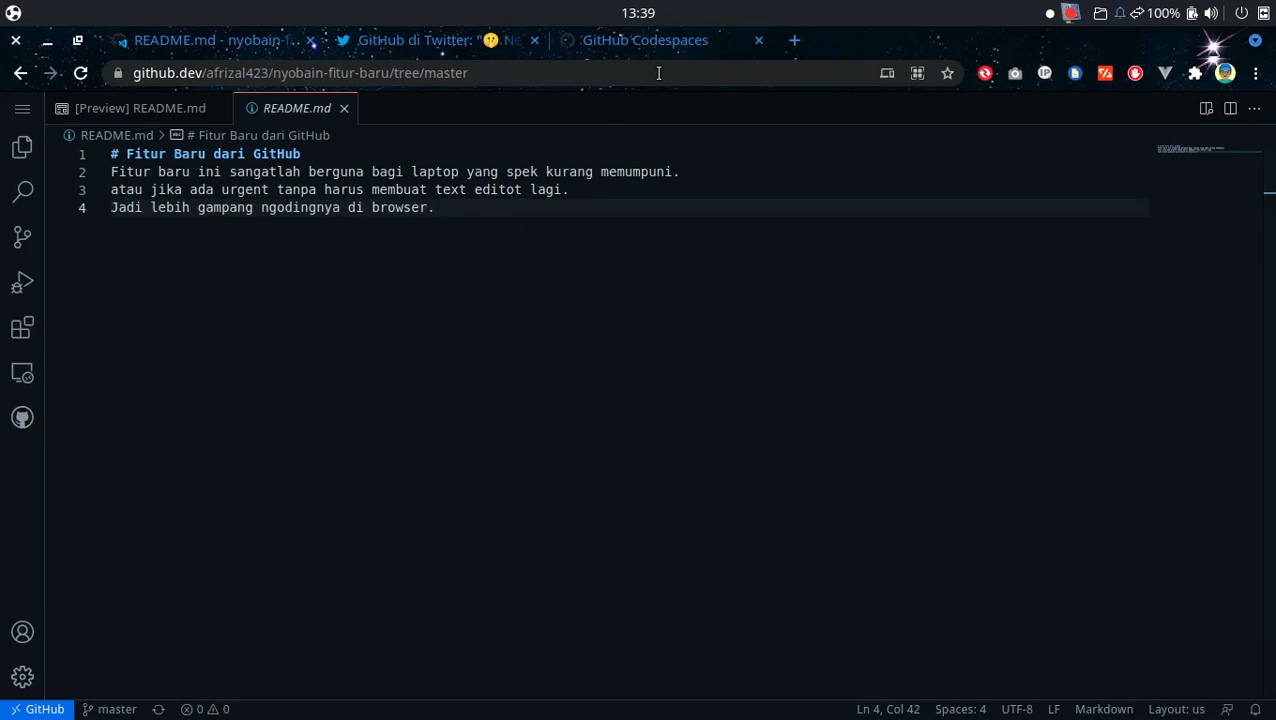 13:39
100%
README.md - nyobain-f
GitHub di Twitter: "🤫 Ne
GitHub Codespaces
github.dev/afrizal423/nyobain-fitur-baru/tree/master
[Preview] README.md
README.md
README.md > # Fitur Baru dari GitHub
1 # Fitur Baru dari GitHub
2 Fitur baru ini sangatlah berguna bagi laptop yang spek kurang memumpuni.
3 atau jika ada urgent tanpa harus membuat text editot lagi.
4 Jadi lebih gampang ngodingnya di browser.
GitHub master 0 0 Ln 4, Col 42 Spaces: 4 UTF-8 LF Markdown Layout: us